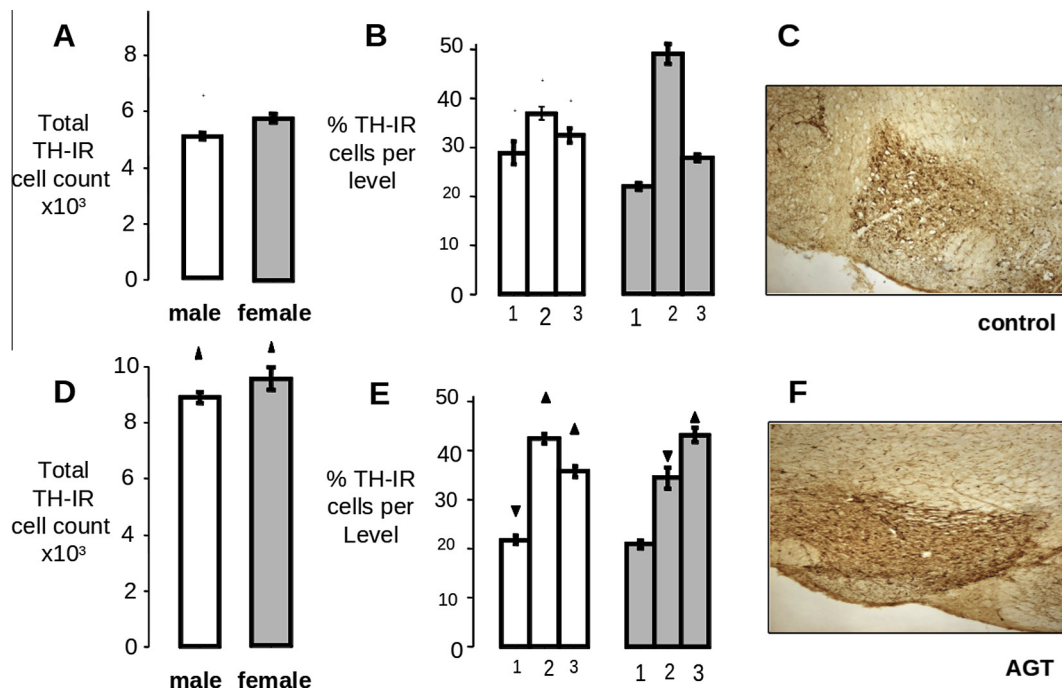 A
8
6
4
2
0
Total
TH-IR
cell count
x10³
male female
B
50
40
30
20
10
0
% TH-IR
cells per
level
1 2 3 1 2 3
C
control
D
10
8
6
4
2
0
Total
TH-IR
cell count
x10³
male female
E
50
40
30
20
10
0
% TH-IR
cells per
Level
1 2 3 1 2 3
F
AGT